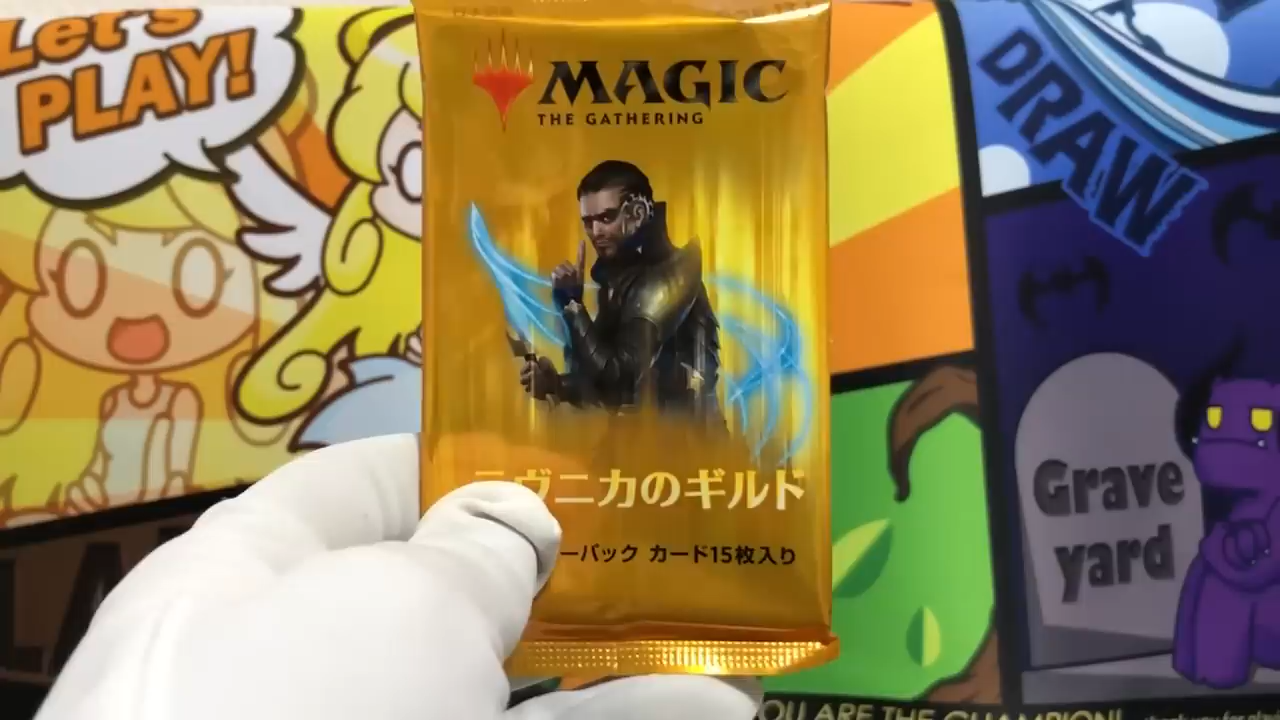 Let's
PLAY!
MAGIC
THE GATHERING
DRAW
ヴニカのギルド
ーパック カード15枚入り
Grave
yard
YOU ARE THE CHAMPION!